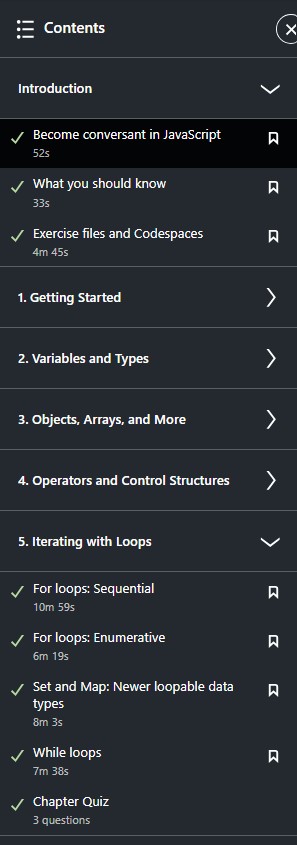 Contents
Introduction
Become conversant in JavaScript
52s
What you should know
33s
Exercise files and Codespaces
4m 45s
1. Getting Started
2. Variables and Types
3. Objects, Arrays, and More
4. Operators and Control Structures
5. Iterating with Loops
For loops: Sequential
10m 59s
For loops: Enumerative
6m 19s
Set and Map: Newer loopable data
types
8m 3s
While loops
7m 38s
Chapter Quiz
3 questions